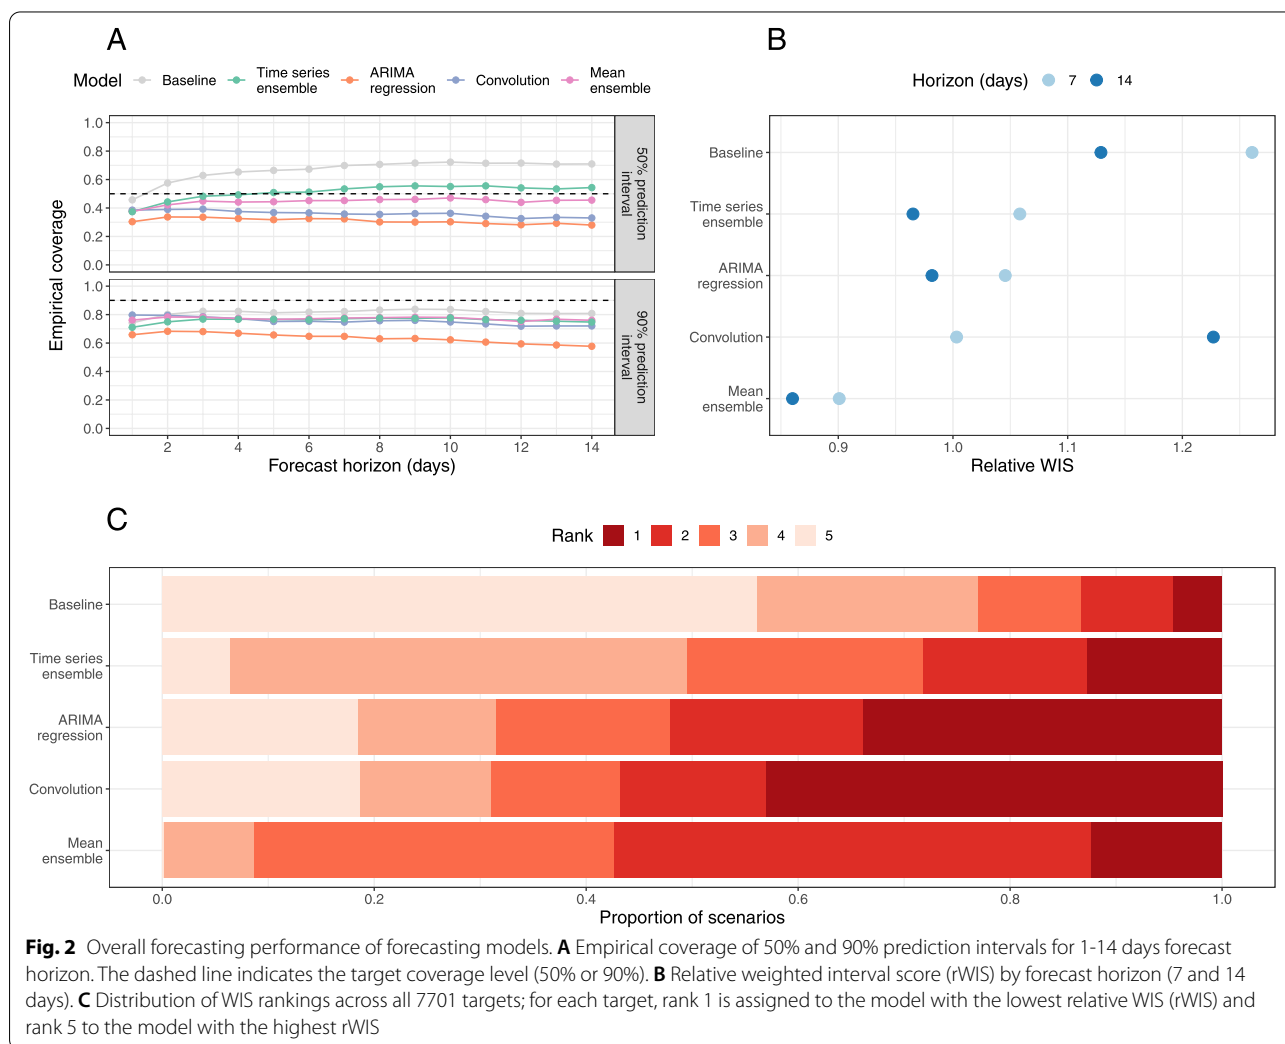 A
Model
Baseline
Time series
ensemble
ARIMA
regression
Convolution
Mean
ensemble
Empirical coverage
1.0
0.8
0.6
0.4
0.2
0.0
50% prediction
interval
1.0
0.8
0.6
0.4
0.2
0.0
90% prediction
interval
2 4 6 8 10 12 14
Forecast horizon (days)
B
Horizon (days) 7 14
Baseline
Time series
ensemble
ARIMA
regression
Convolution
Mean
ensemble
0.9 1.0 1.1 1.2
Relative WIS
C
Rank 1 2 3 4 5
Baseline
Time series
ensemble
ARIMA
regression
Convolution
Mean
ensemble
0.0 0.2 0.4 0.6 0.8 1.0
Proportion of scenarios
Fig. 2 Overall forecasting performance of forecasting models. A Empirical coverage of 50% and 90% prediction intervals for 1-14 days forecast
horizon. The dashed line indicates the target coverage level (50% or 90%). B Relative weighted interval score (rWIS) by forecast horizon (7 and 14
days). C Distribution of WIS rankings across all 7701 targets; for each target, rank 1 is assigned to the model with the lowest relative WIS (rWIS) and
rank 5 to the model with the highest rWIS